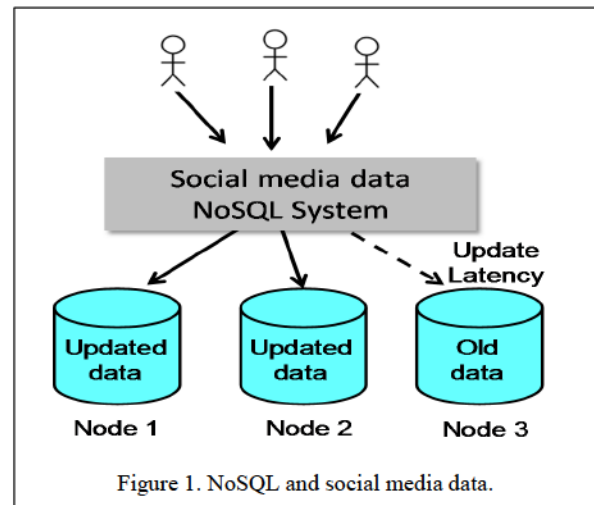 Social media data
NoSQL System
Update
Latency
Updated
data
Updated
data
Old
data
Node 1
Node 2
Node 3
Figure 1. NoSQL and social media data.